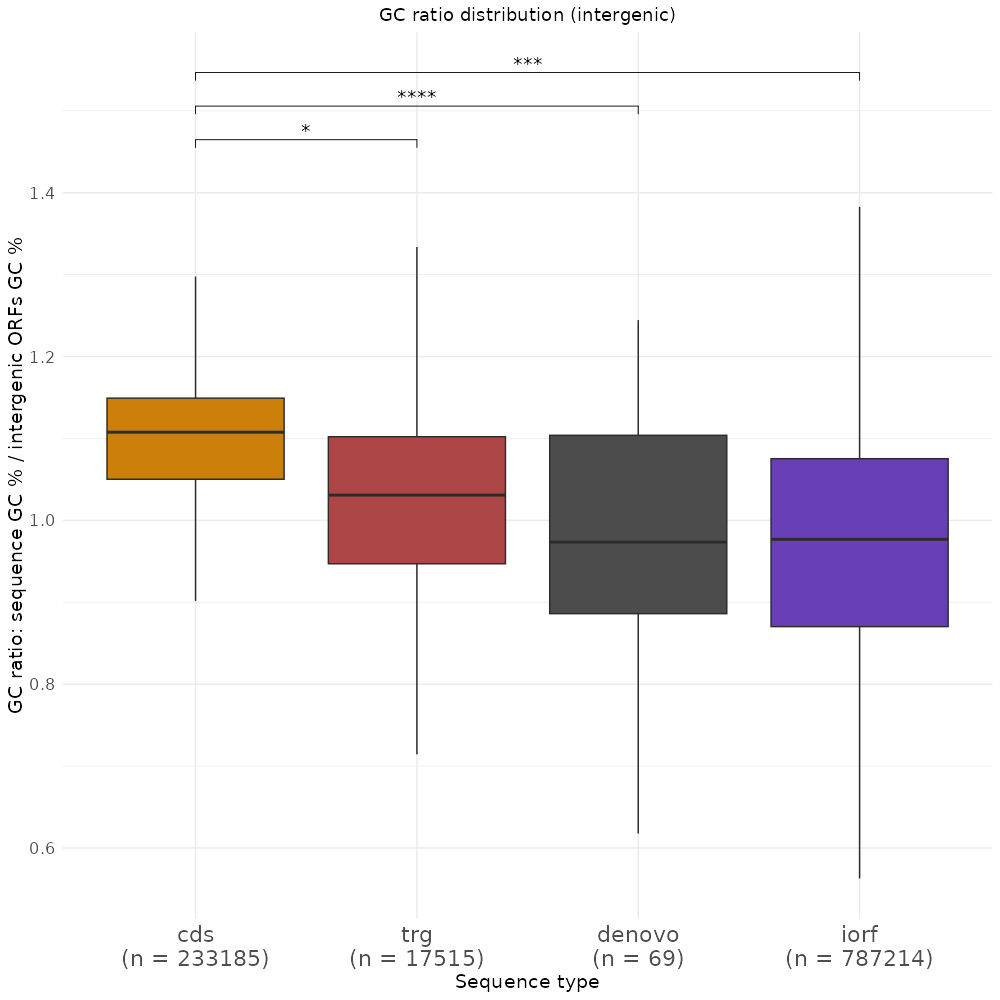 GC ratio distribution (intergenic)
***
****
*
GC ratio: sequence GC % / intergenic ORFs GC %
1.4
1.2
1.0
0.8
0.6
cds trg denovo iorf
(n = 233185) (n = 17515) (n = 69) (n = 787214)
Sequence type